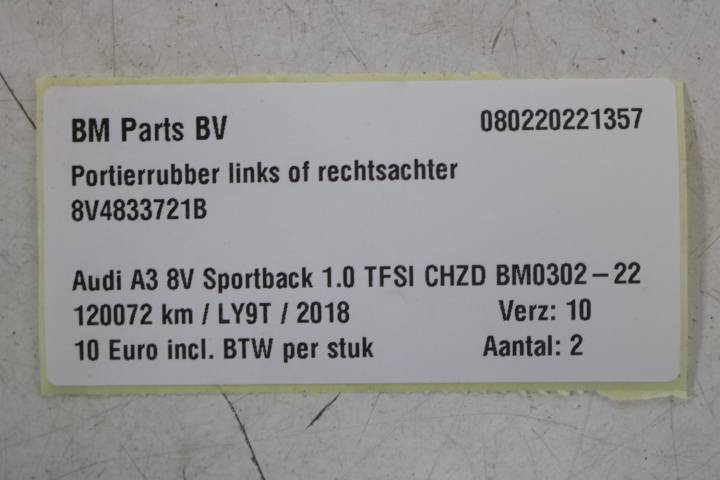 BM Parts BV 080220221357
Portierrubber links of rechtsachter
8V4833721B
Audi A3 8V Sportback 1.0 TFSI CHZD BM0302-22
120072 km / LY9T / 2018 Verz: 10
10 Euro incl. BTW per stuk Aantal: 2